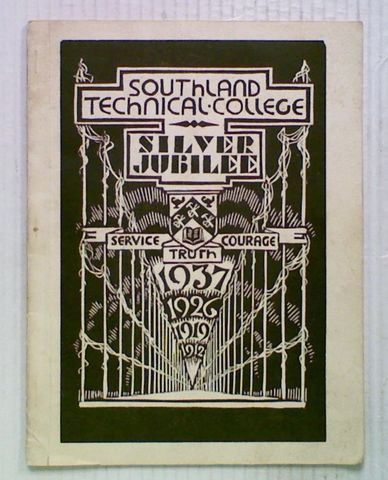 SOUThLAND
TECHNICAL·COLLEGE
SILVER
JUBILEE
SERVICE COURAGE
TRUTH
1937
1926
1919
1912